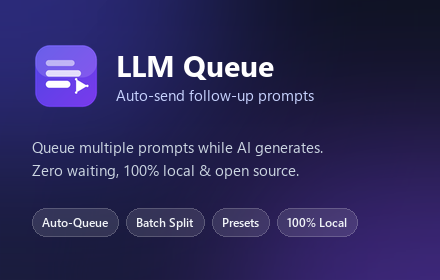 LLM Queue
Auto-send follow-up prompts
Queue multiple prompts while AI generates.
Zero waiting, 100% local & open source.
Auto-Queue Batch Split Presets 100% Local